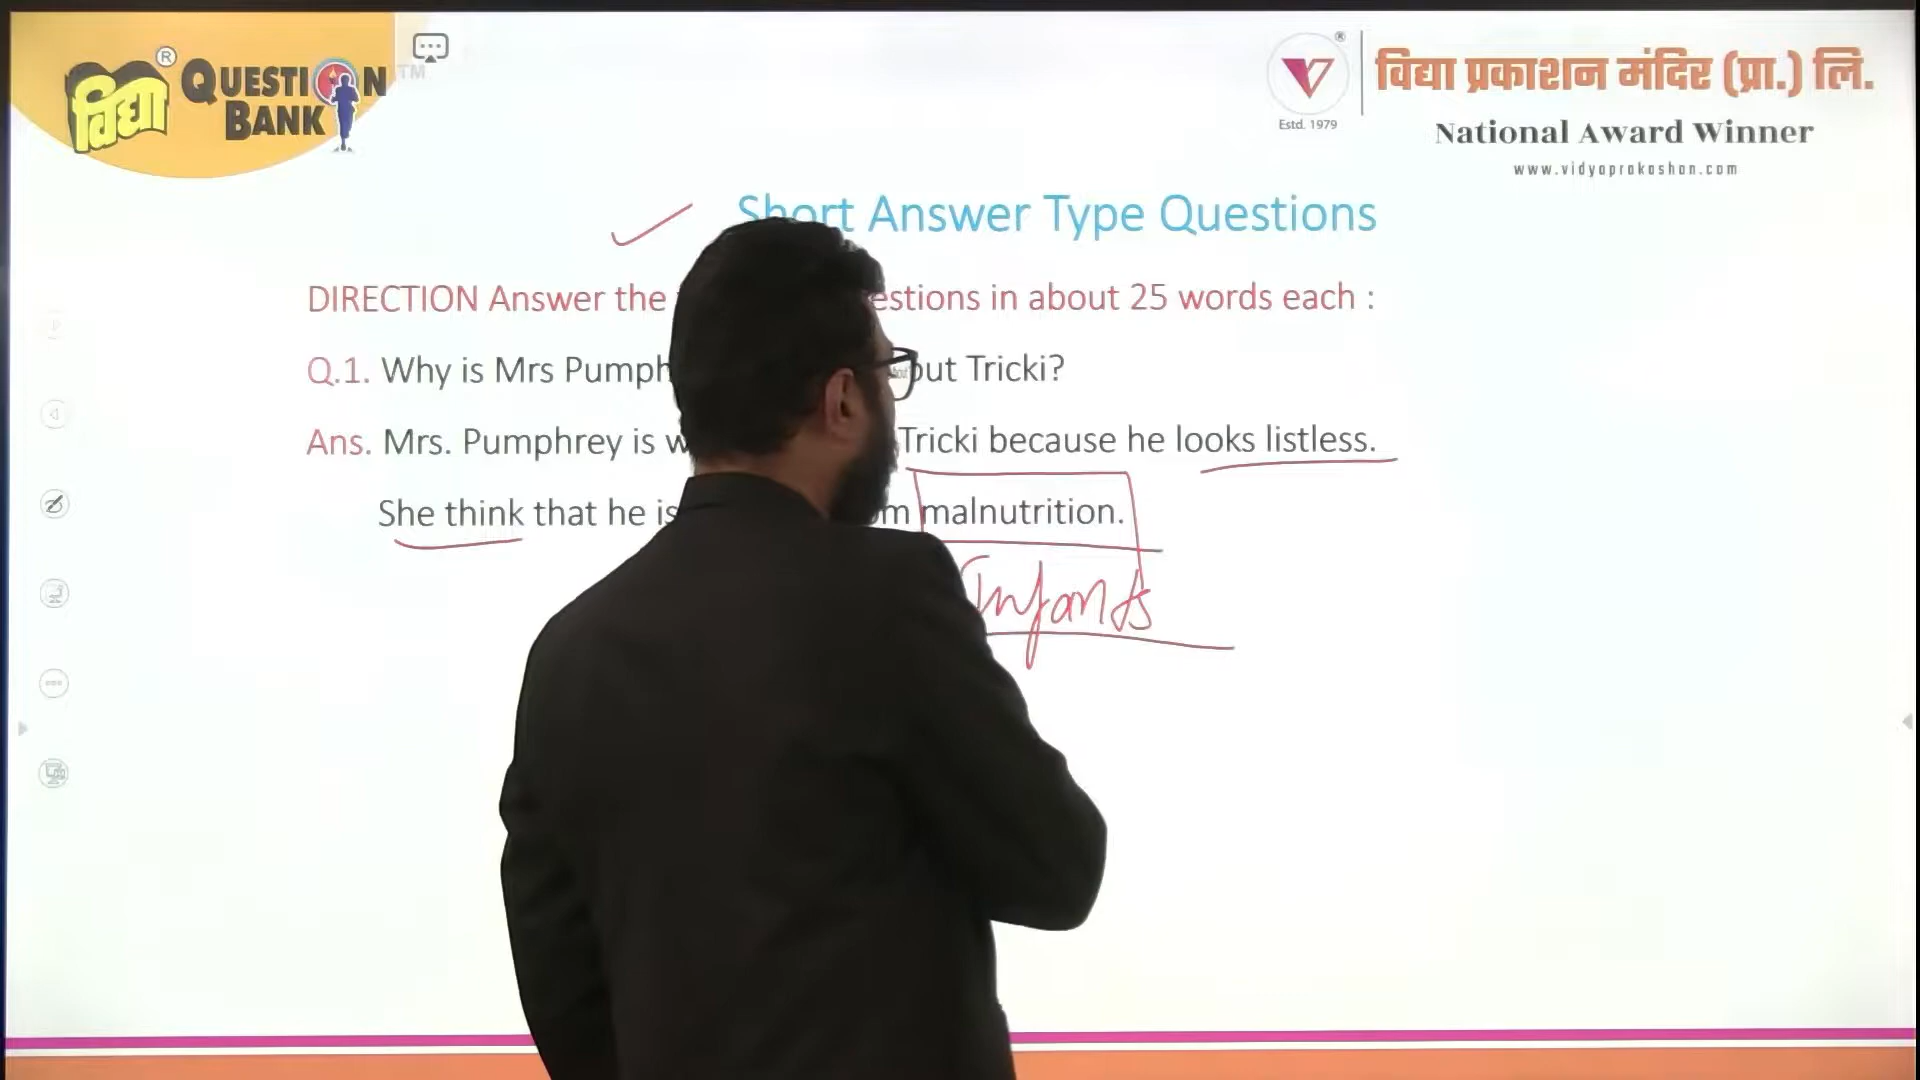 विद्या ® QUESTION BANK TM
® Estd. 1979
विद्या प्रकाशन मंदिर (प्रा.) लि.
National Award Winner
www.vidyaprakashan.com
Short Answer Type Questions
DIRECTION Answer the estions in about 25 words each :
Q.1. Why is Mrs Pumph out Tricki?
Ans. Mrs. Pumphrey is w Tricki because he looks listless.
She think that he is om malnutrition.
Infants